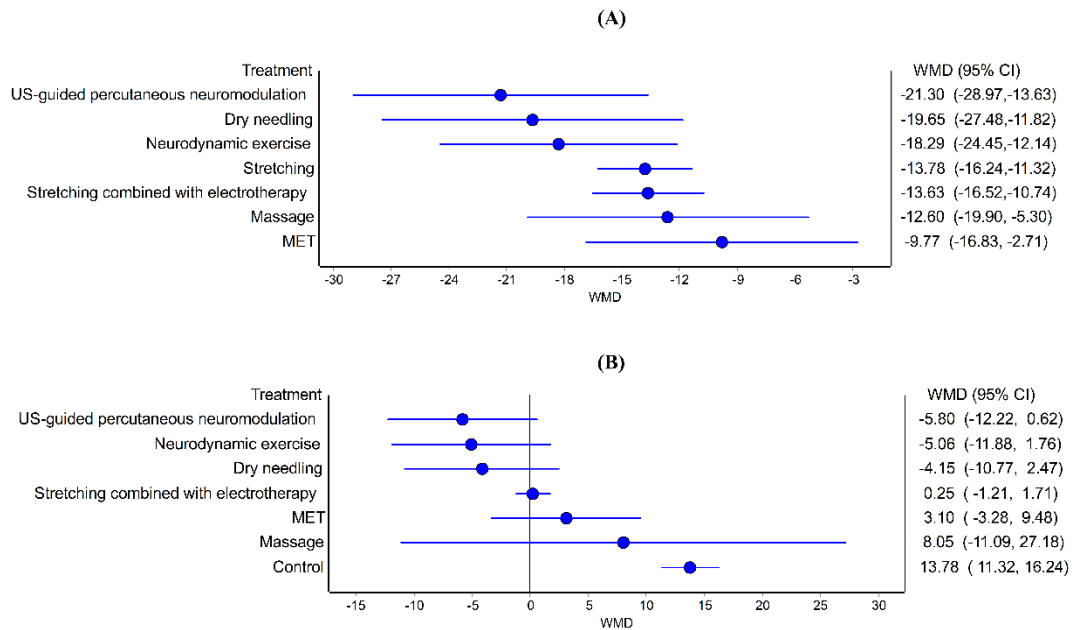 (A)
Treatment WMD (95% CI)
US-guided percutaneous neuromodulation -21.30 (-28.97,-13.63)
Dry needling -19.65 (-27.48,-11.82)
Neurodynamic exercise -18.29 (-24.45,-12.14)
Stretching -13.78 (-16.24,-11.32)
Stretching combined with electrotherapy -13.63 (-16.52,-10.74)
Massage -12.60 (-19.90, -5.30)
MET -9.77 (-16.83, -2.71)
-30 -27 -24 -21 -18 -15 -12 -9 -6 -3
WMD
(B)
Treatment WMD (95% CI)
US-guided percutaneous neuromodulation -5.80 (-12.22, 0.62)
Neurodynamic exercise -5.06 (-11.88, 1.76)
Dry needling -4.15 (-10.77, 2.47)
Stretching combined with electrotherapy 0.25 ( -1.21, 1.71)
MET 3.10 ( -3.28, 9.48)
Massage 8.05 (-11.09, 27.18)
Control 13.78 ( 11.32, 16.24)
-15 -10 -5 0 5 10 15 20 25 30
WMD